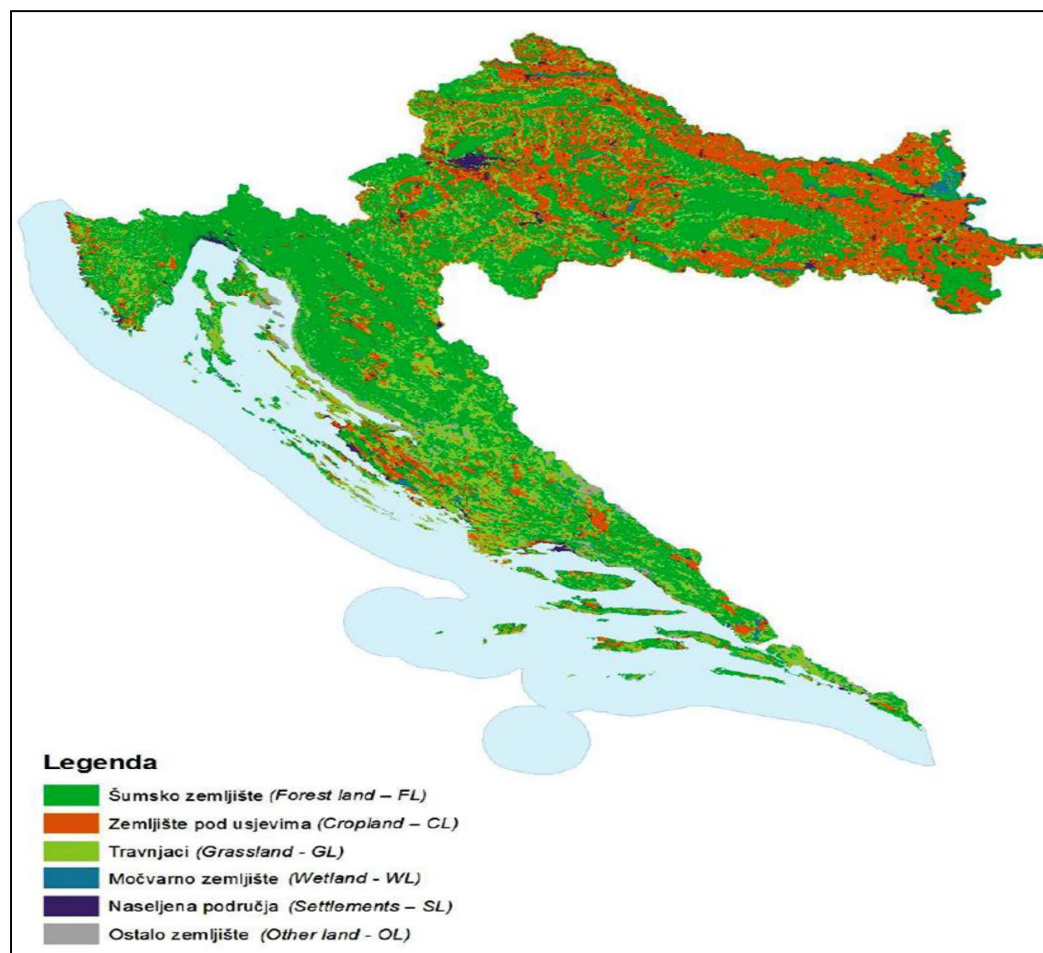 Legenda
Šumsko zemljište (Forest land – FL)
Zemljište pod usjevima (Cropland – CL)
Travnjaci (Grassland - GL)
Močvarno zemljište (Wetland - WL)
Naseljena područja (Settlements – SL)
Ostalo zemljište (Other land - OL)